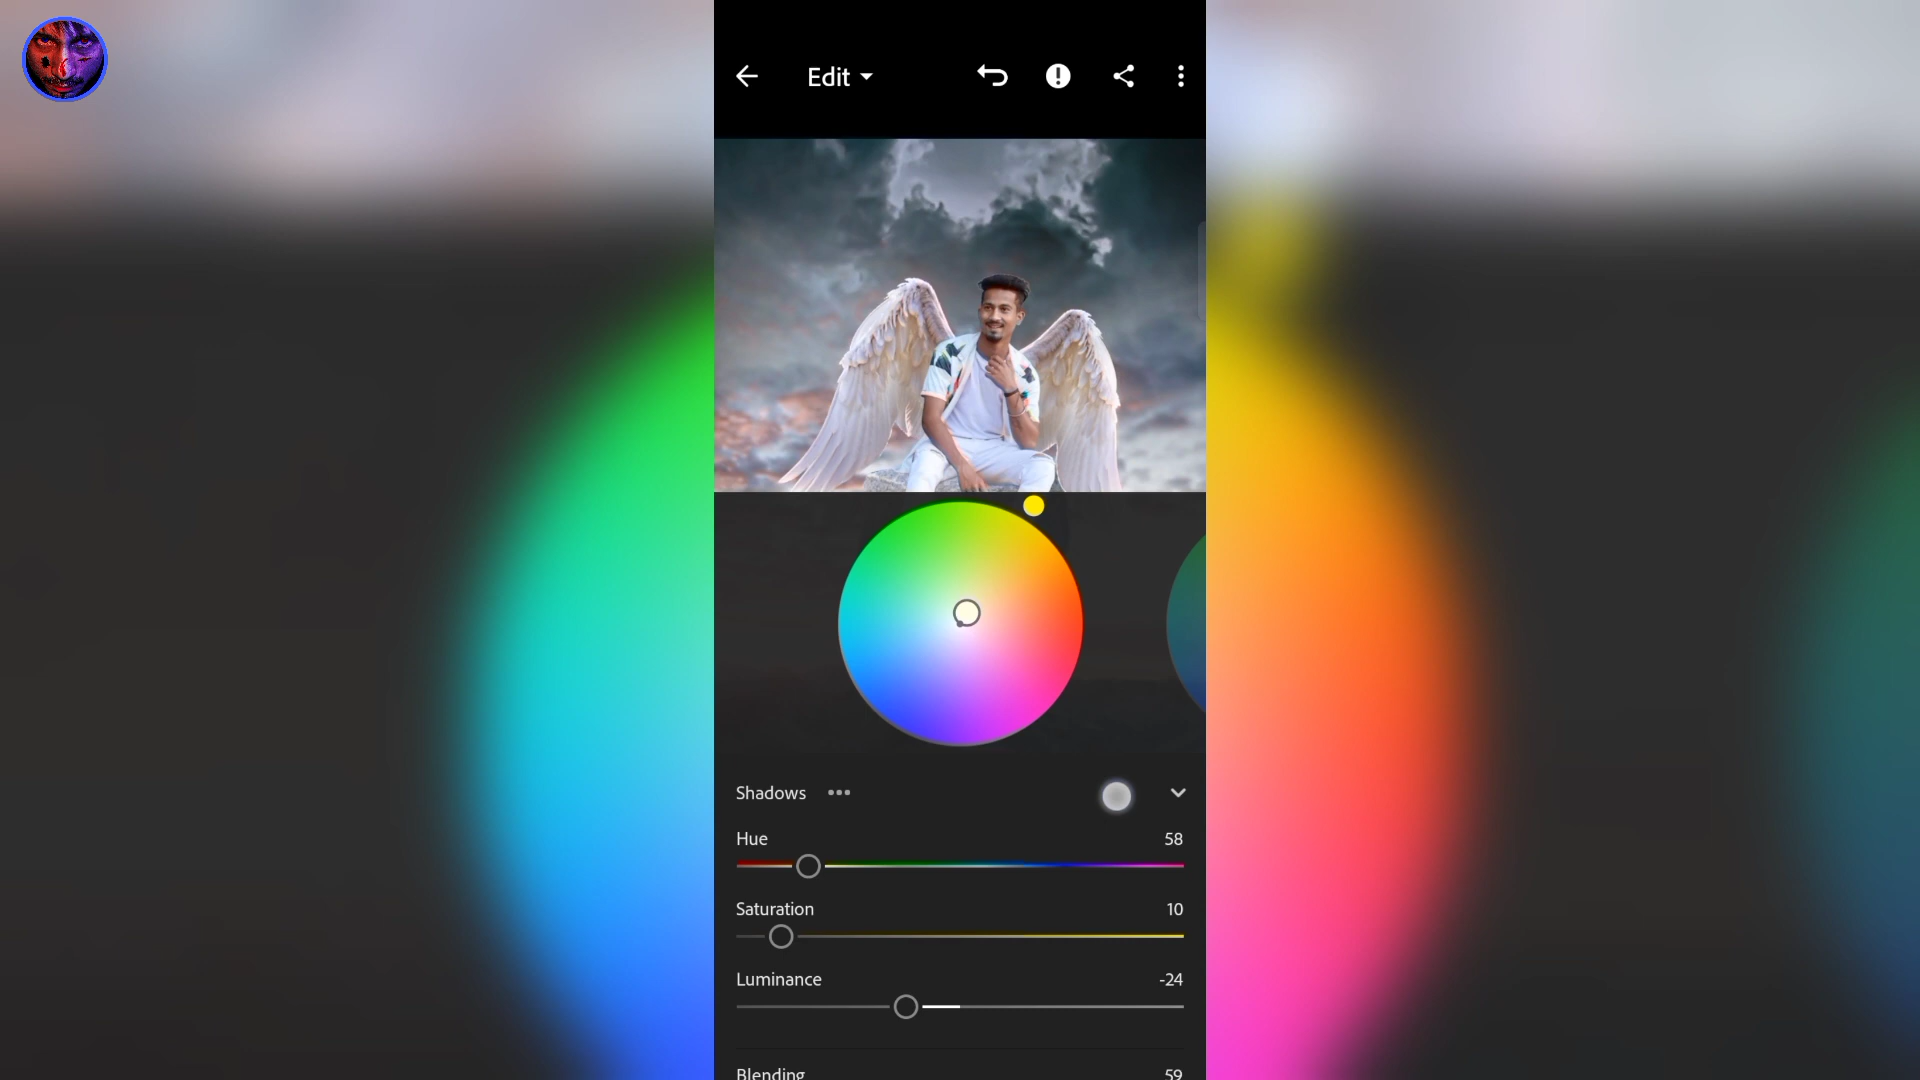 Edit
Shadows
Hue 58
Saturation 10
Luminance -24
Blending 59